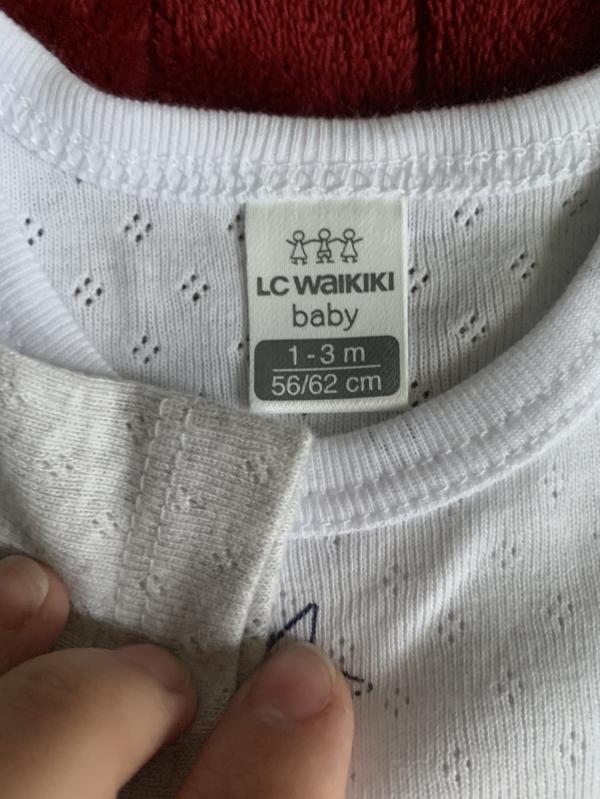 LC WAIKIKI
baby
1 - 3 m
56/62 cm